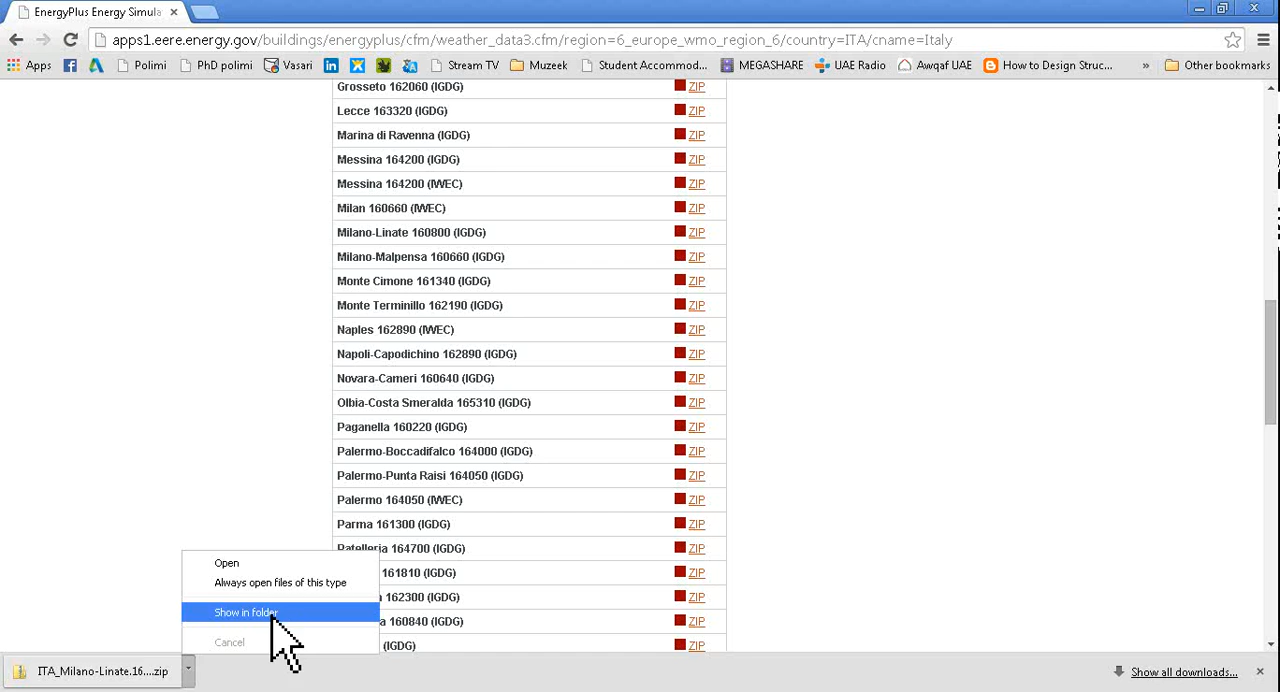 EnergyPlus Energy Simula
apps1.eere.energy.gov/buildings/energyplus/cfm/weather_data3.cfm/region=6_europe_wmo_region_6/country=ITA/cname=Italy
Apps Polimi PhD polimi Vesari Stream TV Muzeek Student Accommod... MEGASHARE UAE Radio Awqaf UAE How to Design Struc... » Other bookmarks
Grosseto 162060 (IGDG) ZIP
Lecce 163320 (IGDG) ZIP
Marina di Ravenna (IGDG) ZIP
Messina 164200 (IGDG) ZIP
Messina 164200 (IWEC) ZIP
Milan 160660 (IWEC) ZIP
Milano-Linate 160800 (IGDG) ZIP
Milano-Malpensa 160660 (IGDG) ZIP
Monte Cimone 161340 (IGDG) ZIP
Monte Terminillo 162190 (IGDG) ZIP
Naples 162890 (IWEC) ZIP
Napoli-Capodichino 162890 (IGDG) ZIP
Novara-Cameri 160640 (IGDG) ZIP
Olbia-Costa Smeralda 165310 (IGDG) ZIP
Paganella 160220 (IGDG) ZIP
Palermo-Boccadifalco 164000 (IGDG) ZIP
Palermo-Punta Raisi 164050 (IGDG) ZIP
Palermo 164050 (IWEC) ZIP
Parma 161300 (IGDG) ZIP
Patelleria 164700 (IGDG) ZIP
161810 (IGDG) ZIP
162300 (IGDG) ZIP
a 160840 (IGDG) ZIP
(IGDG) ZIP
Open
Always open files of this type
Show in folder
Cancel
ITA_Milano-Linate.16....zip
Show all downloads...